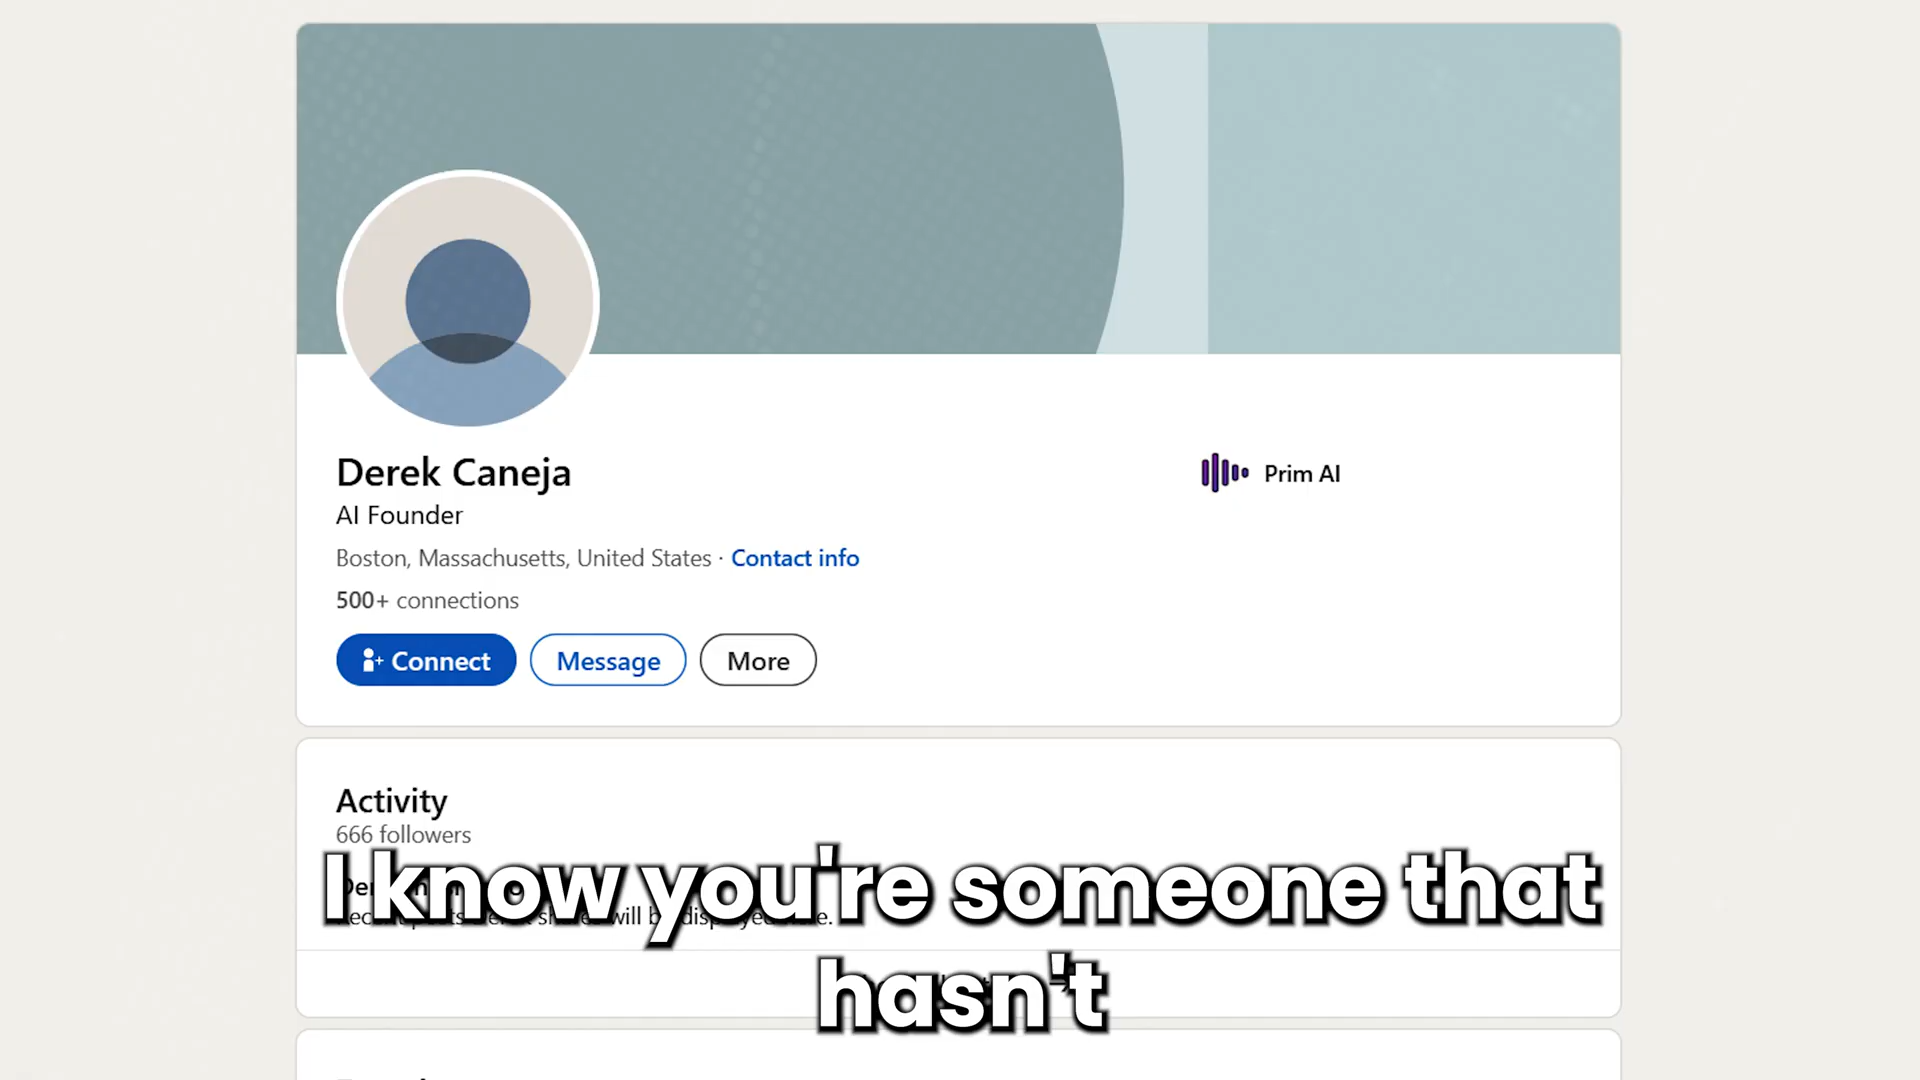 Derek Caneja
Prim AI
AI Founder
Boston, Massachusetts, United States · Contact info
500+ connections
Connect
Message
More
Activity
666 followers
I know you're someone that
hasn't